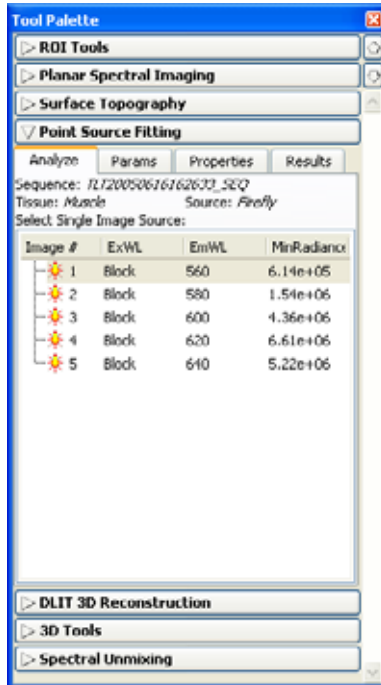 Tool Palette
ROI Tools
Planar Spectral Imaging
Surface Topography
Point Source Fitting
Analyze Params Properties Results
Sequence: TLT20050616162633_SEQ
Tissue: Muscle Source: Firefly
Select Single Image Source:
Image # ExWL EmWL MinRadiance
1 Block 560 6.14e+05
2 Block 580 1.54e+06
3 Block 600 4.36e+06
4 Block 620 6.61e+06
5 Block 640 5.22e+06
DLIT 3D Reconstruction
3D Tools
Spectral Unmixing